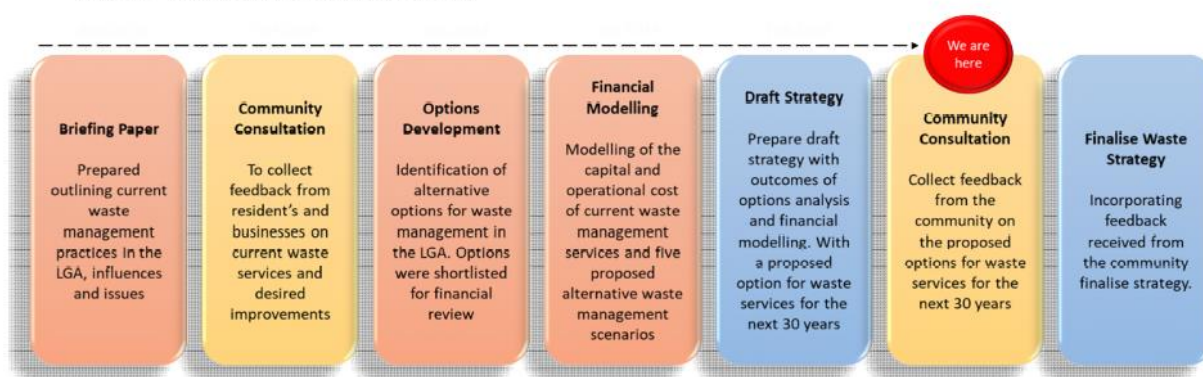 We are
here
Briefing Paper
Prepared
outlining current
waste
management
practices in the
LGA, influences
and issues
Community
Consultation
To collect
feedback from
resident's and
businesses on
current waste
services and
desired
improvements
Options
Development
Identification of
alternative
options for waste
management in
the LGA. Options
were shortlisted
for financial
review
Financial
Modelling
Modelling of the
capital and
operational cost
of current waste
management
services and five
proposed
alternative waste
management
scenarios
Draft Strategy
Prepare draft
strategy with
outcomes of
options analysis
and financial
modelling. With
a proposed
option for waste
services for the
next 30 years
Community
Consultation
Collect feedback
from the
community on
the proposed
options for waste
services for the
next 30 years
Finalise Waste
Strategy
Incorporating
feedback
received from
the community
finalise strategy.